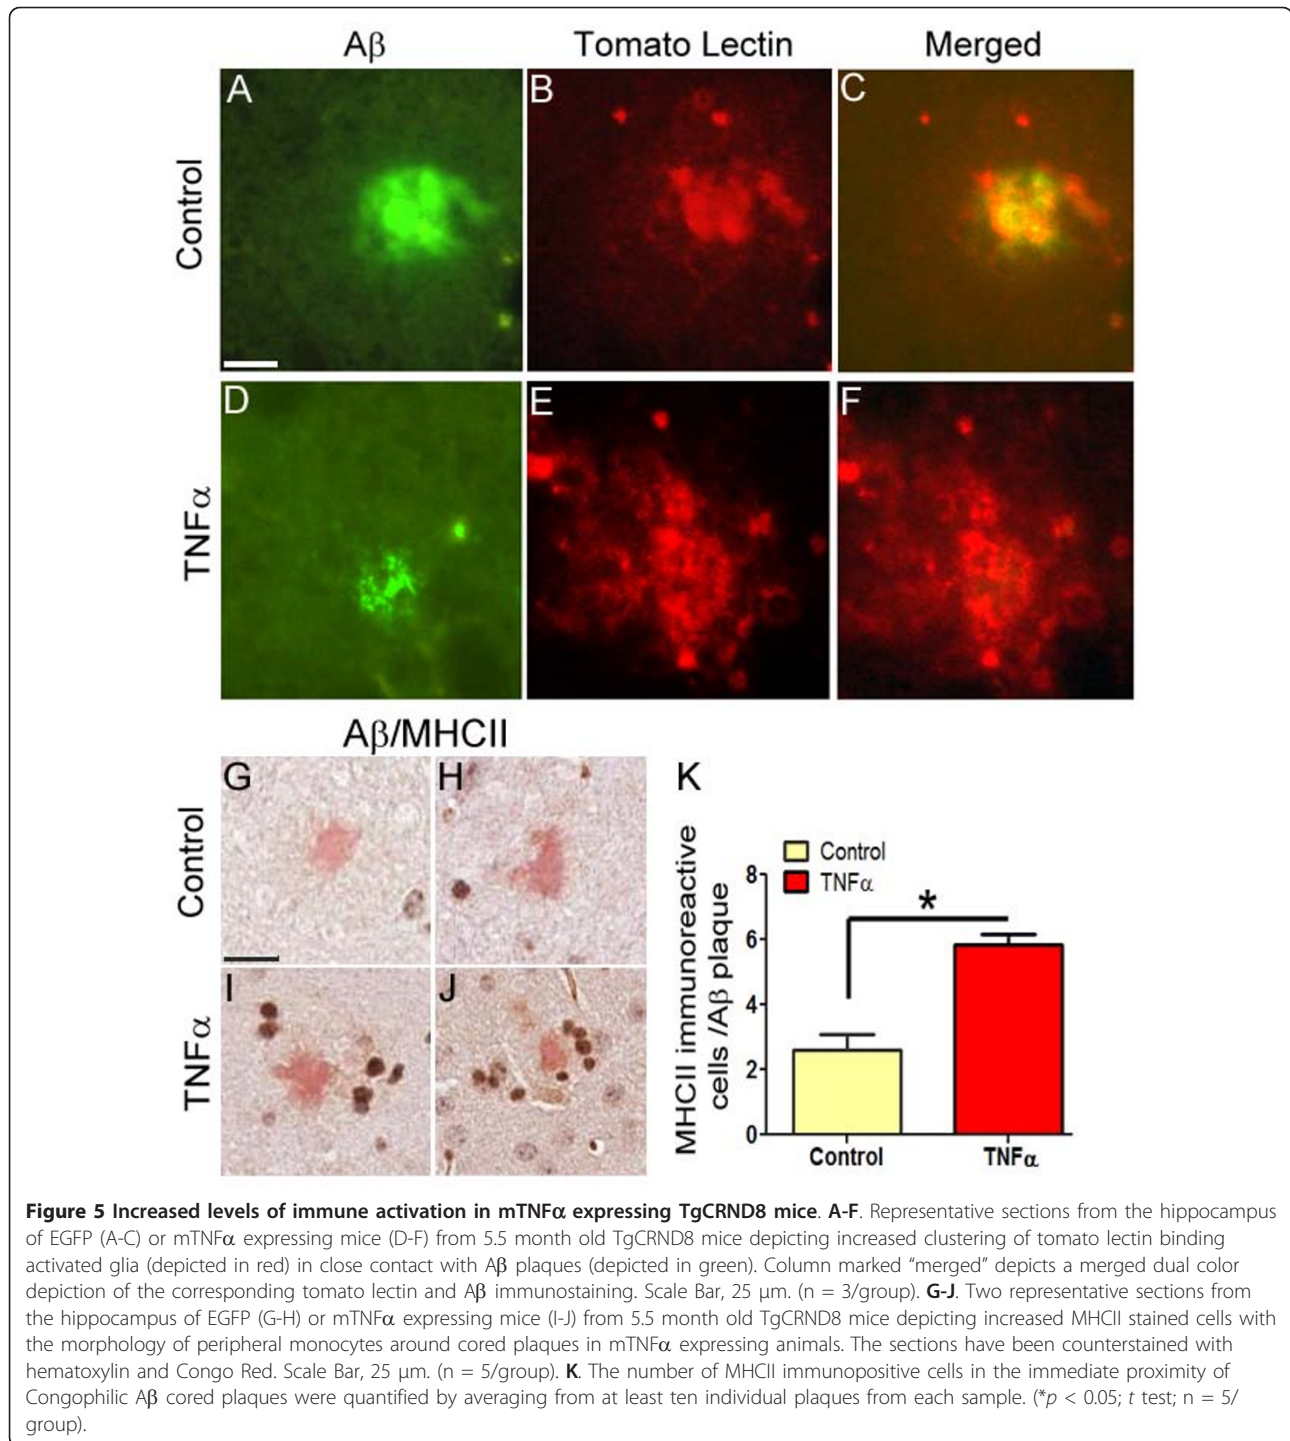 Aβ Tomato Lectin Merged
A B C
Control
D E F
TNFα
Aβ/MHCII
G H
Control
I J
TNFα
K
MHCII immunoreactive
cells /Aβ plaque
Control
TNFα
*
8
6
4
2
0
Control TNFα
Figure 5 Increased levels of immune activation in mTNFα expressing TgCRND8 mice. A-F. Representative sections from the hippocampus
of EGFP (A-C) or mTNFα expressing mice (D-F) from 5.5 month old TgCRND8 mice depicting increased clustering of tomato lectin binding
activated glia (depicted in red) in close contact with Aβ plaques (depicted in green). Column marked “merged” depicts a merged dual color
depiction of the corresponding tomato lectin and Aβ immunostaining. Scale Bar, 25 μm. (n = 3/group). G-J. Two representative sections from
the hippocampus of EGFP (G-H) or mTNFα expressing mice (I-J) from 5.5 month old TgCRND8 mice depicting increased MHCII stained cells with
the morphology of peripheral monocytes around cored plaques in mTNFα expressing animals. The sections have been counterstained with
hematoxylin and Congo Red. Scale Bar, 25 μm. (n = 5/group). K. The number of MHCII immunopositive cells in the immediate proximity of
Congophilic Aβ cored plaques were quantified by averaging from at least ten individual plaques from each sample. (*p < 0.05; t test; n = 5/
group).